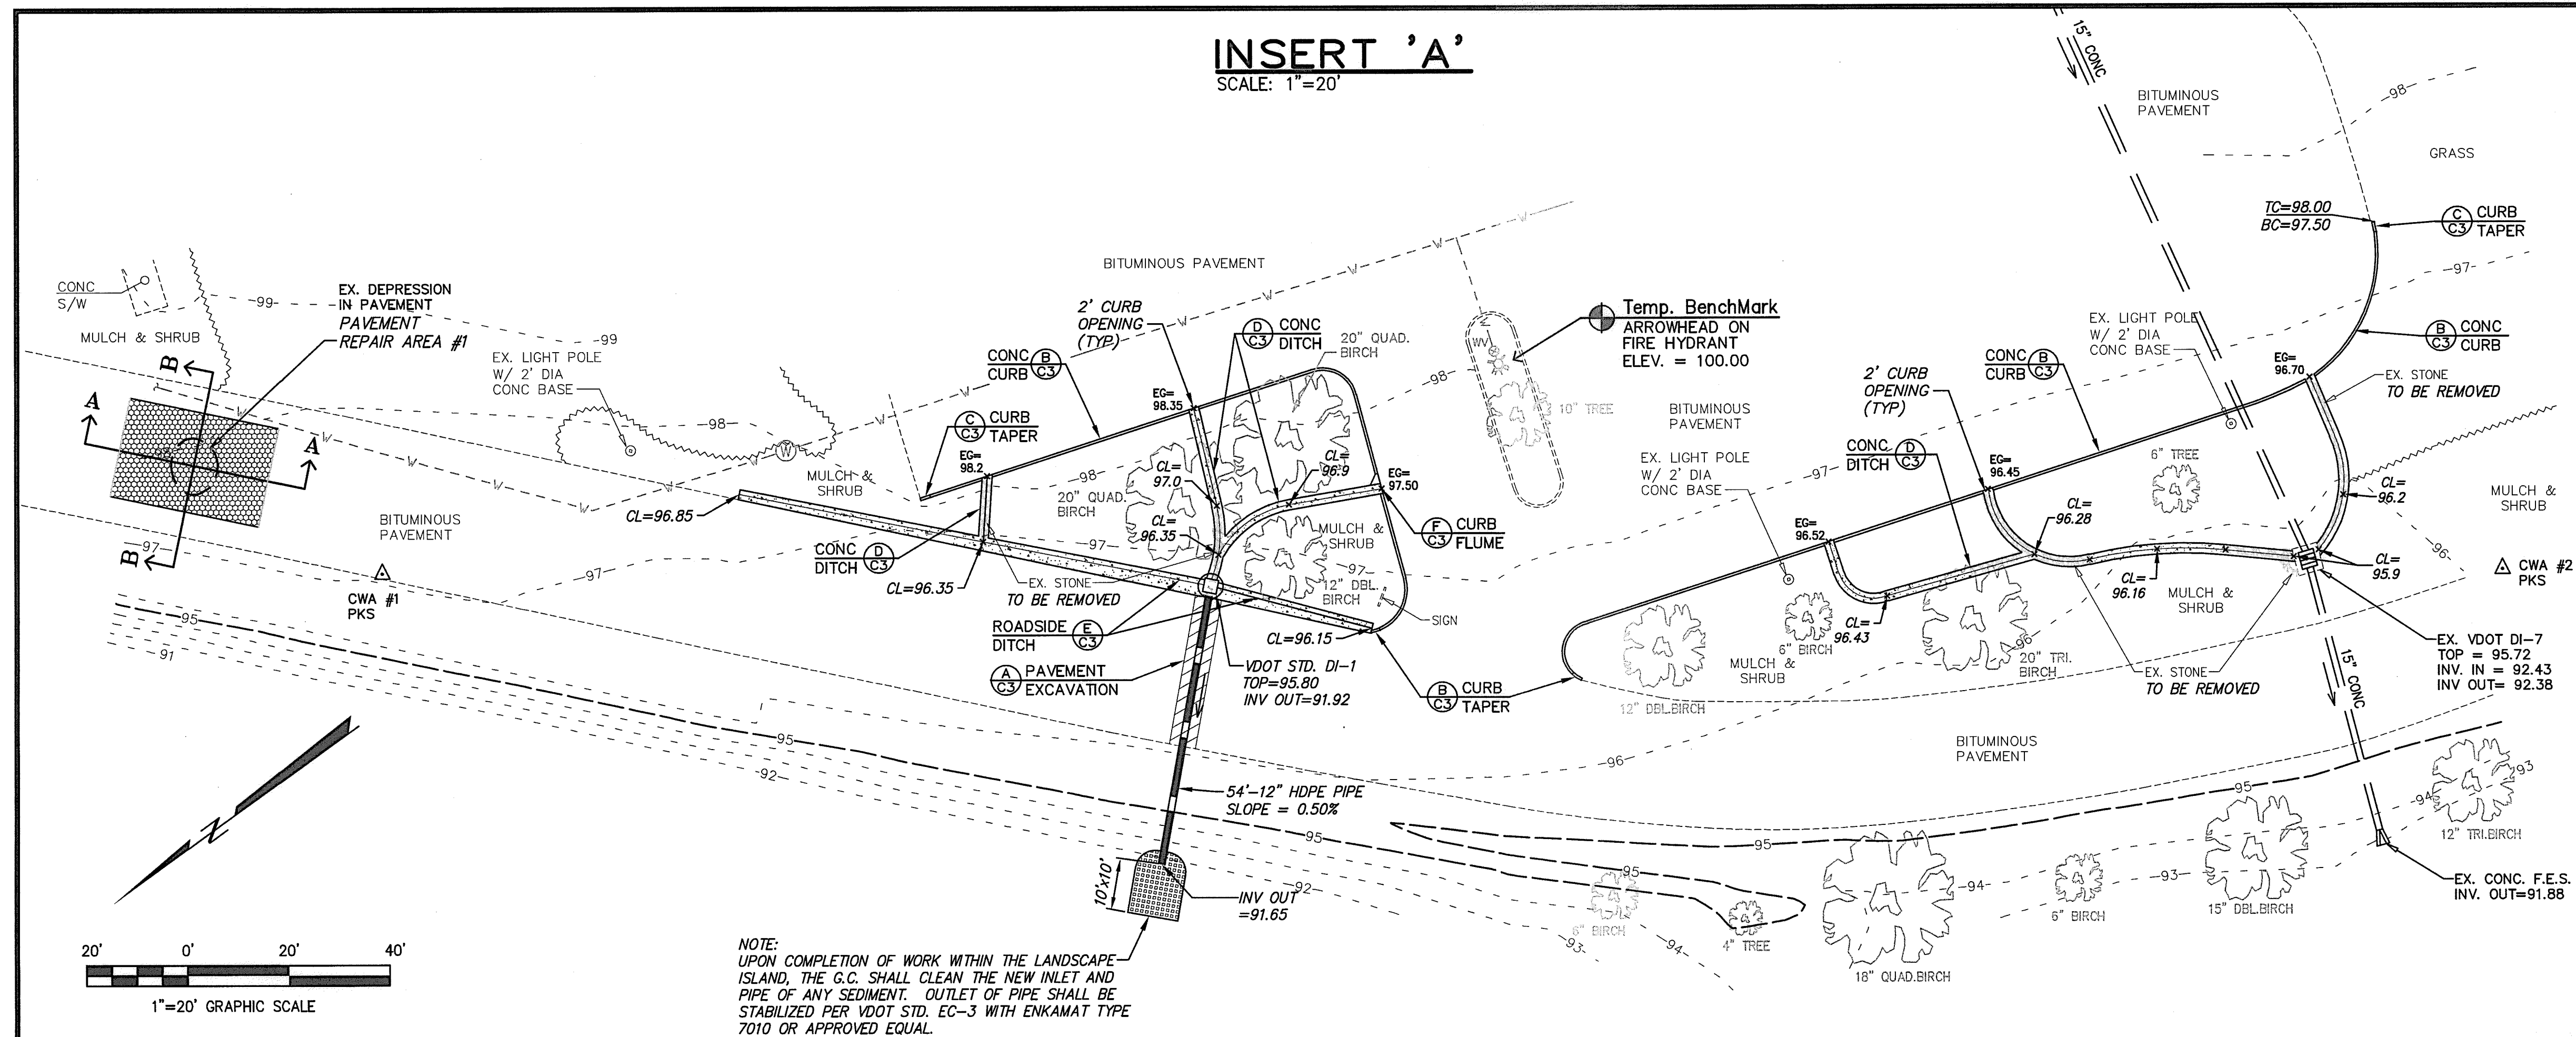 INSERT 'A'
SCALE: 1"=20'
15" CONC
BITUMINOUS
PAVEMENT
-98-
GRASS
TC=98.00
BC=97.50
C
C3
CURB
TAPER
-97-
CONC
S/W
-99-
EX. DEPRESSION
IN PAVEMENT
PAVEMENT
REPAIR AREA #1
-99
MULCH & SHRUB
B
A
A
B
98
W
EX. LIGHT POLE
W/ 2' DIA
CONC BASE
-98-
W
MULCH &
SHRUB
BITUMINOUS
PAVEMENT
-97-
-97-
CWA #1
PKS
-95-
-91-
BITUMINOUS PAVEMENT
2' CURB
OPENING
(TYP.)
CONC
CURB
B
C3
D
C3
CONC
DITCH
20" QUAD.
BIRCH
C
C3
CURB
TAPER
EG=
98.35
EG=
98.2
-98-
-98-
20" QUAD.
BIRCH
CL=
97.0
CL=
96.9
EG=
97.50
CL=
96.35
MULCH &
SHRUB
F
C3
CURB
FLUME
CL=96.85
CONC
DITCH
D
C3
-97-
-97-
CL=96.35
EX. STONE
TO BE REMOVED
12" DBL.
BIRCH
SIGN
ROADSIDE
DITCH
E
C3
CL=96.15
A
C3
PAVEMENT
EXCAVATION
VDOT STD. DI-1
TOP=95.80
INV OUT=91.92
B
C3
CURB
TAPER
WV
Temp. BenchMark
ARROWHEAD ON
FIRE HYDRANT
ELEV. = 100.00
10" TREE
BITUMINOUS
PAVEMENT
-97-
EX. LIGHT POLE
W/ 2' DIA
CONC BASE
2' CURB
OPENING
(TYP)
CONC
CURB
B
C3
EX. LIGHT POLE
W/ 2' DIA
CONC BASE
B
C3
CONC
CURB
EG=
96.70
EX. STONE
TO BE REMOVED
CONC
DITCH
D
C3
EG=
96.45
6" TREE
CL=
96.2
MULCH &
SHRUB
EG=
96.52
CL=
96.28
-96-
CL=
95.9
CWA #2
PKS
CL=
96.43
6" BIRCH
CL=
96.16
MULCH &
SHRUB
MULCH &
SHRUB
12" DBL.BIRCH
96
20" TRI.
BIRCH
EX. STONE
TO BE REMOVED
EX. VDOT DI-7
TOP = 95.72
INV. IN = 92.43
INV OUT= 92.38
15" CONC
-95-
-92-
-96-
BITUMINOUS
PAVEMENT
54'-12" HDPE PIPE
SLOPE = 0.50%
-95-
-95-
-95-
-95-
-94-
-93
12" TRI.BIRCH
10'x10'
INV OUT
=91.65
-92-
-93-
-94-
6" BIRCH
4" TREE
18" QUAD.BIRCH
-94-
6" BIRCH
-93-
15" DBL.BIRCH
EX. CONC. F.E.S.
INV. OUT=91.88
N
20' 0' 20' 40'
1"=20' GRAPHIC SCALE
NOTE:
UPON COMPLETION OF WORK WITHIN THE LANDSCAPE
ISLAND, THE G.C. SHALL CLEAN THE NEW INLET AND
PIPE OF ANY SEDIMENT. OUTLET OF PIPE SHALL BE
STABILIZED PER VDOT STD. EC-3 WITH ENKAMAT TYPE
7010 OR APPROVED EQUAL.